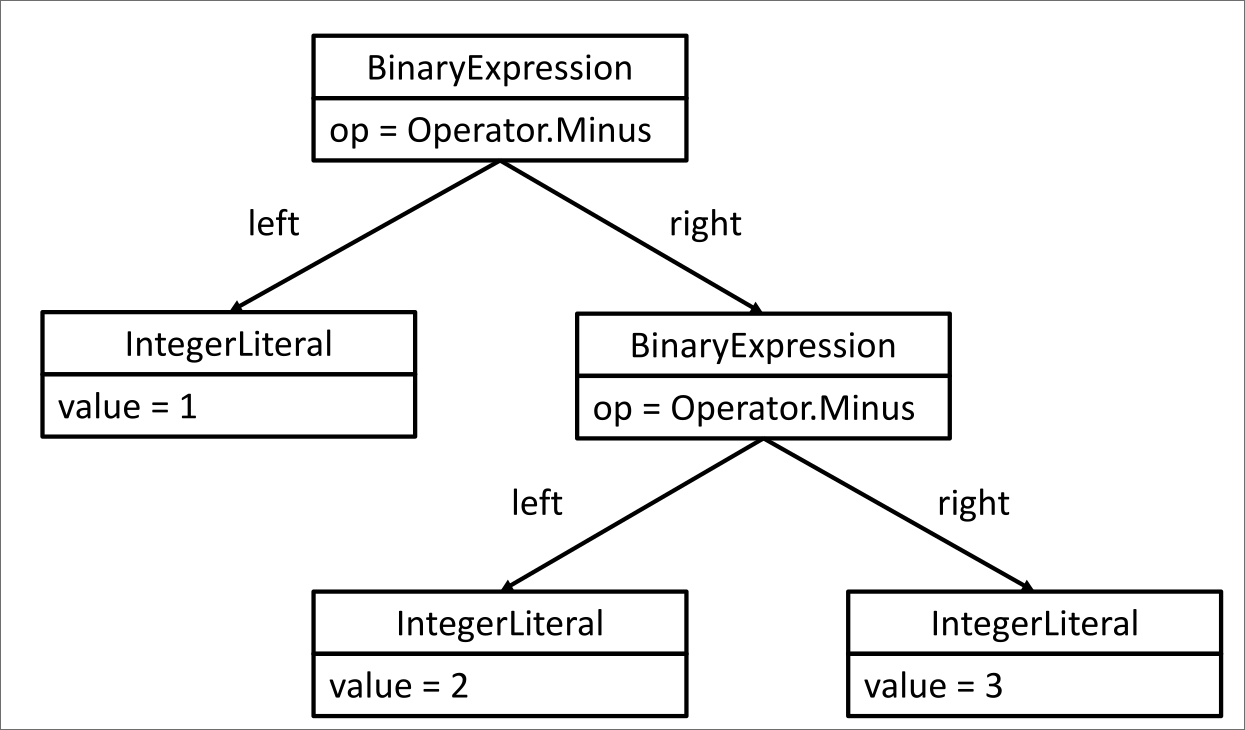 BinaryExpression
op = Operator.Minus
left
right
IntegerLiteral
value = 1
BinaryExpression
op = Operator.Minus
left
right
IntegerLiteral
value = 2
IntegerLiteral
value = 3